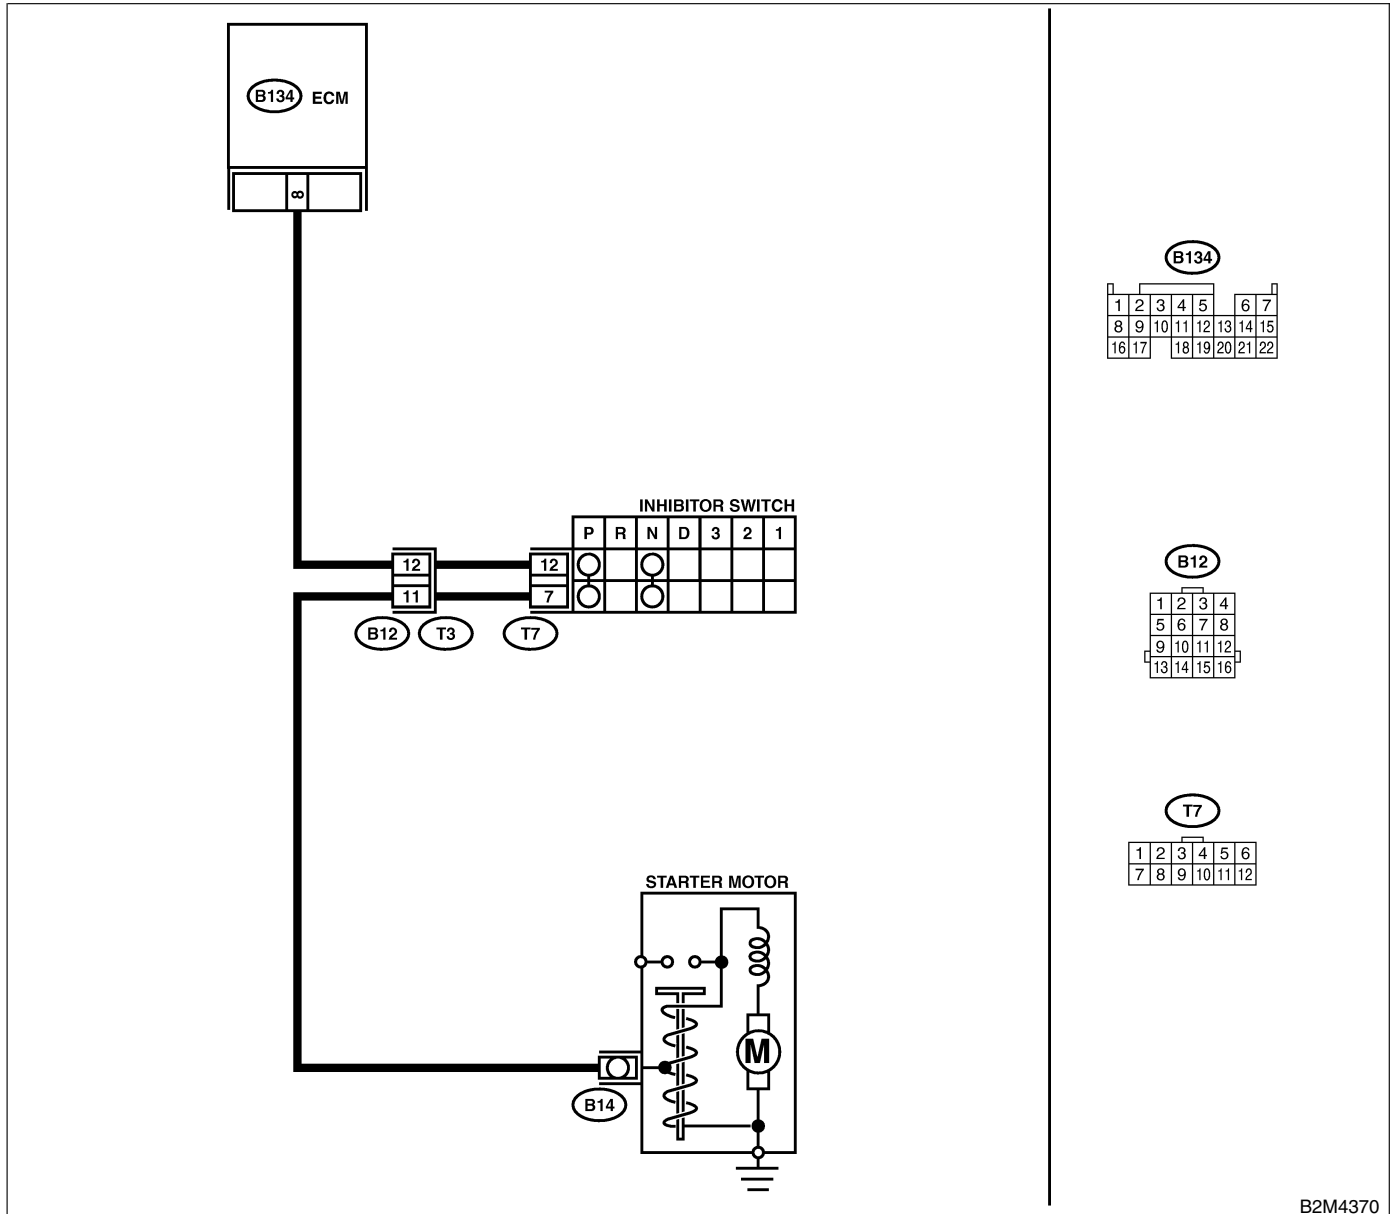 B134 ECM
8
INHIBITOR SWITCH
P R N D 3 2 1
12 12
11 7
B12 T3 T7
STARTER MOTOR
M
B14
B134
1 2 3 4 5 6 7
8 9 10 11 12 13 14 15
16 17 18 19 20 21 22
B12
1 2 3 4
5 6 7 8
9 10 11 12
13 14 15 16
T7
1 2 3 4 5 6
7 8 9 10 11 12
B2M4370